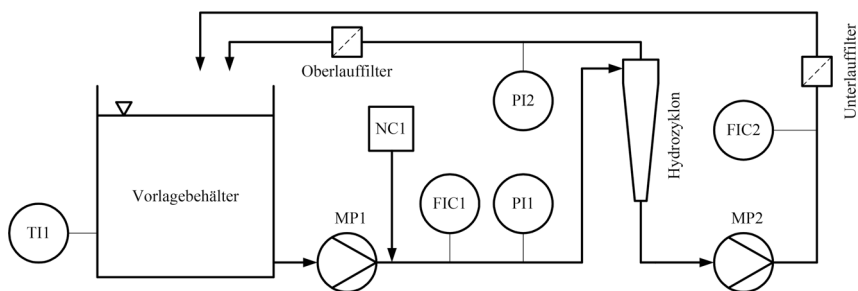 Oberlauffilter
Unterlauffilter
PI2
NC1
FIC2
Hydrozyklon
Vorlagebehälter
TI1
MP1
FIC1
PI1
MP2